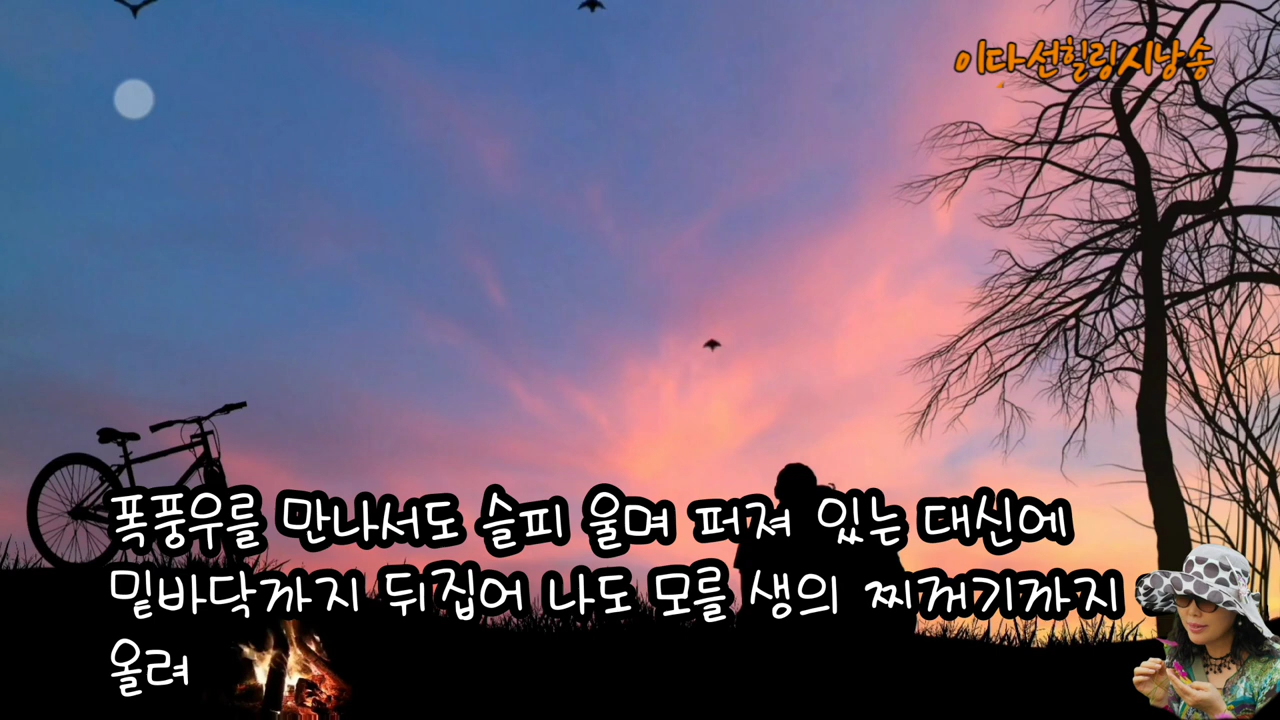 이다선힐링시낭송
폭풍우를 만나서도 슬피 울며 퍼져 있는 대신에
밑바닥까지 뒤집어 나도 모를 생의 찌꺼기까지
올려